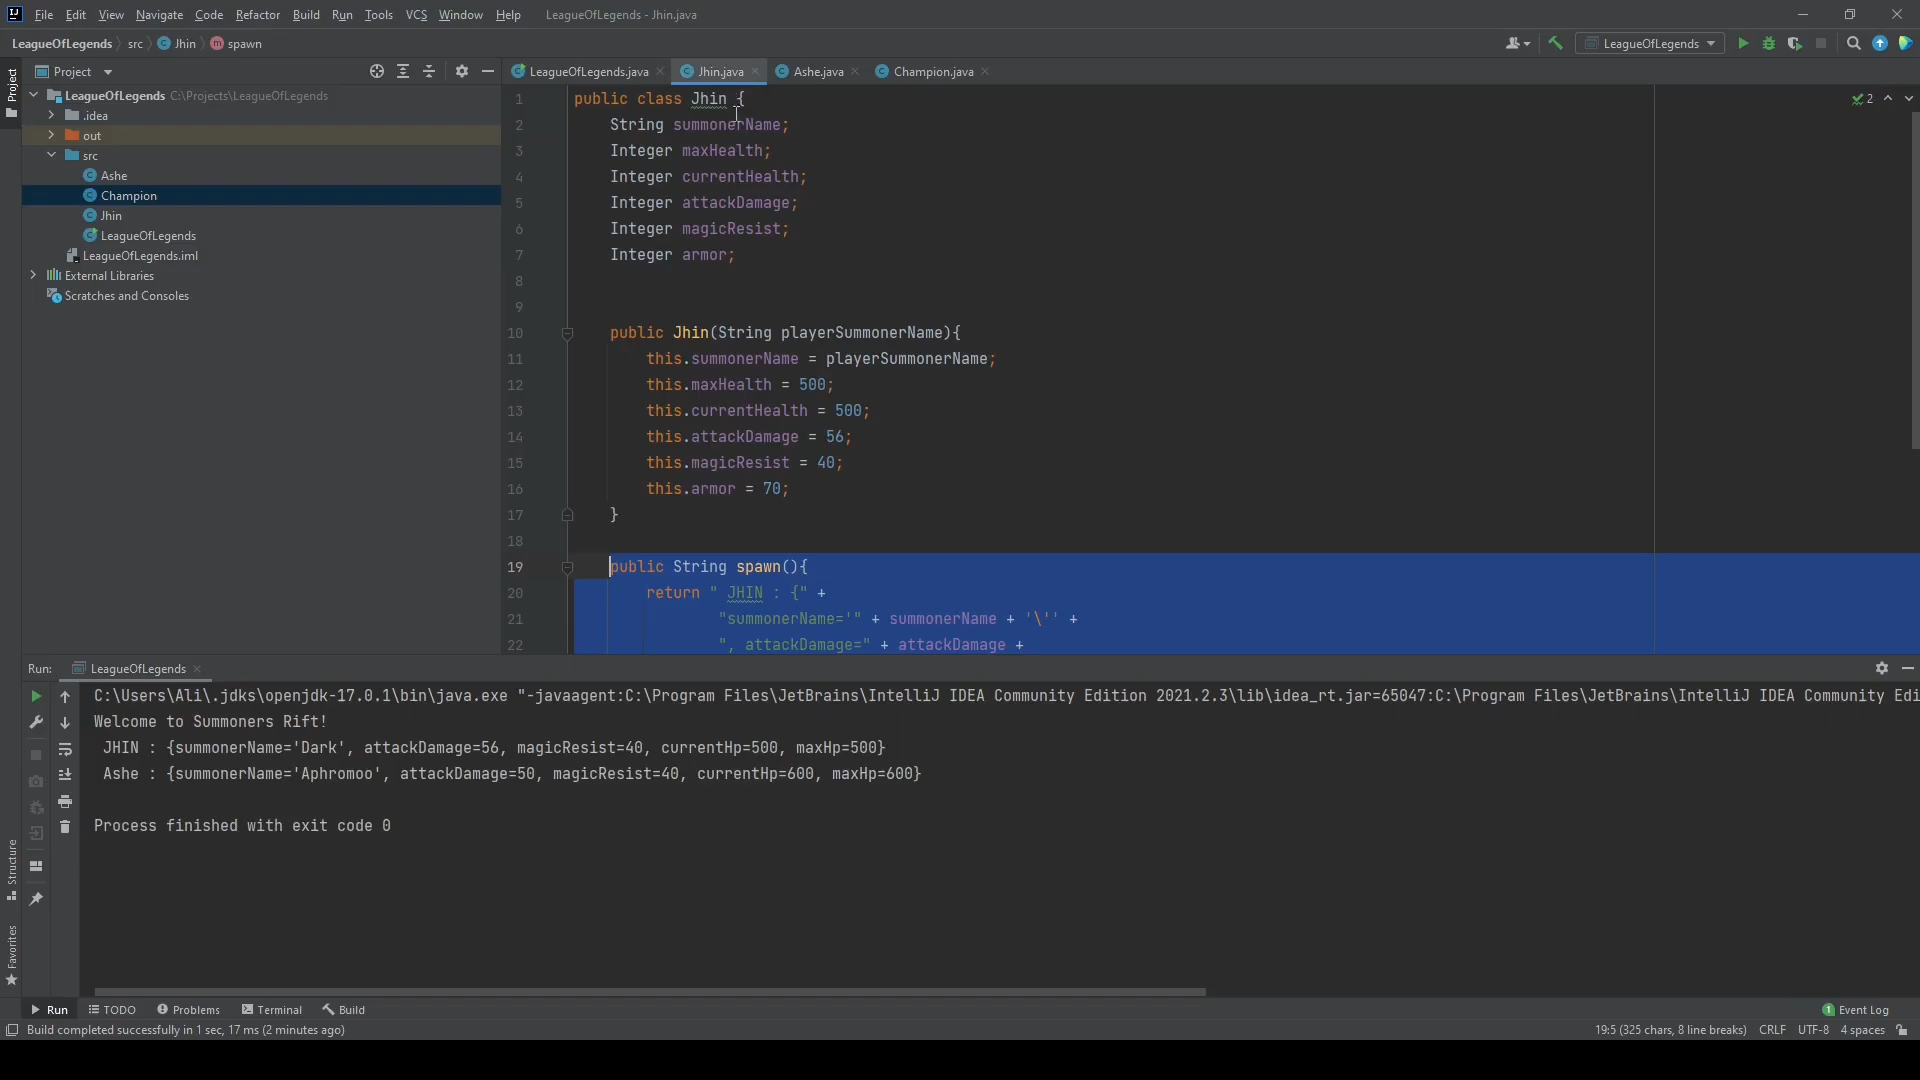 File Edit View Navigate Code Refactor Build Run Tools VCS Window Help LeagueOfLegends - Jhin.java
LeagueOfLegends src Jhin spawn LeagueOfLegends
Project LeagueOfLegends.java Jhin.java Ashe.java Champion.java
Project
LeagueOfLegends C:\Projects\LeagueOfLegends
.idea
out
src
Ashe
Champion
Jhin
LeagueOfLegends
LeagueOfLegends.iml
External Libraries
Scratches and Consoles
2
1 public class Jhin {
2 String summonerName;
3 Integer maxHealth;
4 Integer currentHealth;
5 Integer attackDamage;
6 Integer magicResist;
7 Integer armor;
8
9
10 public Jhin(String playerSummonerName){
11 this.summonerName = playerSummonerName;
12 this.maxHealth = 500;
13 this.currentHealth = 500;
14 this.attackDamage = 56;
15 this.magicResist = 40;
16 this.armor = 70;
17 }
18
19 public String spawn(){
20 return " JHIN : {" +
21 "summonerName='" + summonerName + '\'' +
22 ", attackDamage=" + attackDamage +
Run: LeagueOfLegends
C:\Users\Ali\.jdks\openjdk-17.0.1\bin\java.exe "-javaagent:C:\Program Files\JetBrains\IntelliJ IDEA Community Edition 2021.2.3\lib\idea_rt.jar=65047:C:\Program Files\JetBrains\IntelliJ IDEA Community Edi
Welcome to Summoners Rift!
JHIN : {summonerName='Dark', attackDamage=56, magicResist=40, currentHp=500, maxHp=500}
Ashe : {summonerName='Aphromoo', attackDamage=50, magicResist=40, currentHp=600, maxHp=600}
Process finished with exit code 0
Structure
Favorites
Run TODO Problems Terminal Build 1 Event Log
Build completed successfully in 1 sec, 17 ms (2 minutes ago) 19:5 (325 chars, 8 line breaks) CRLF UTF-8 4 spaces